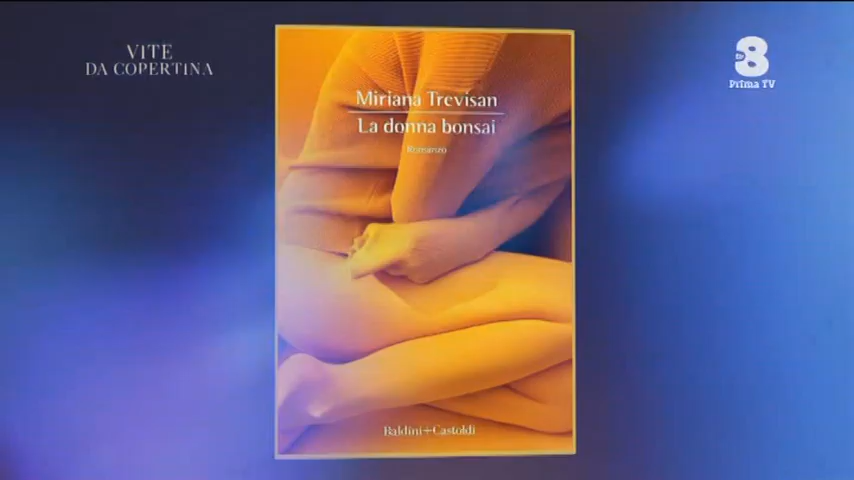 VITE
DA COPERTINA
8
Prima TV
Miriana Trevisan
La donna bonsai
Romanzo
Baldini+Castoldi